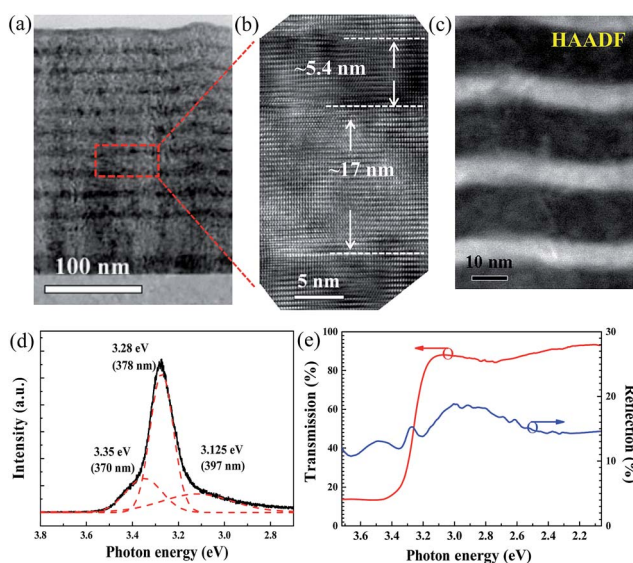 (a)
100 nm
(b)
~5.4 nm
~17 nm
5 nm
(c)
HAADF
10 nm
(d)
3.28 eV
(378 nm)
3.35 eV
(370 nm)
3.125 eV
(397 nm)
Intensity (a.u.)
3.8 3.6 3.4 3.2 3.0 2.8
Photon energy (eV)
(e)
Transmission (%)
100
80
60
40
20
0
Reflection (%)
30
20
10
0
3.6 3.4 3.2 3.0 2.8 2.6 2.4 2.2
Photon energy (eV)